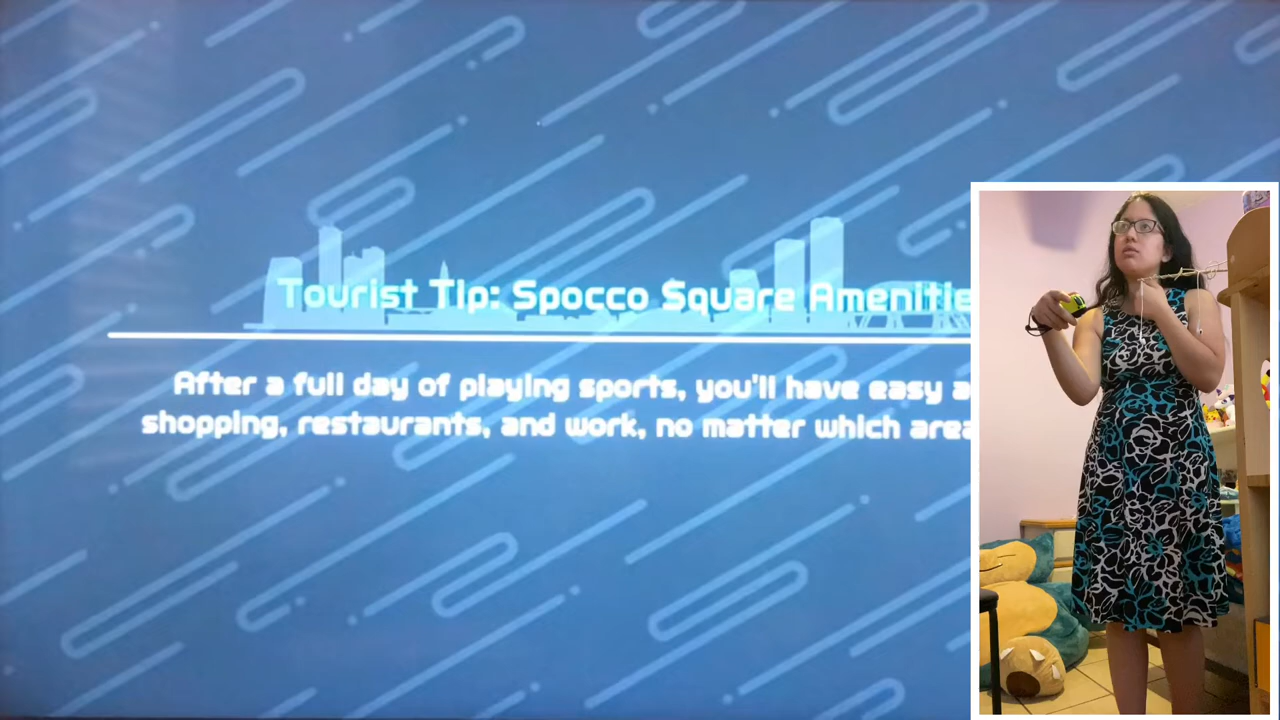 Tourist Tip: Spocco Square Amenitie
After a full day of playing sports, you'll have easy a
shopping, restaurants, and work, no matter which area